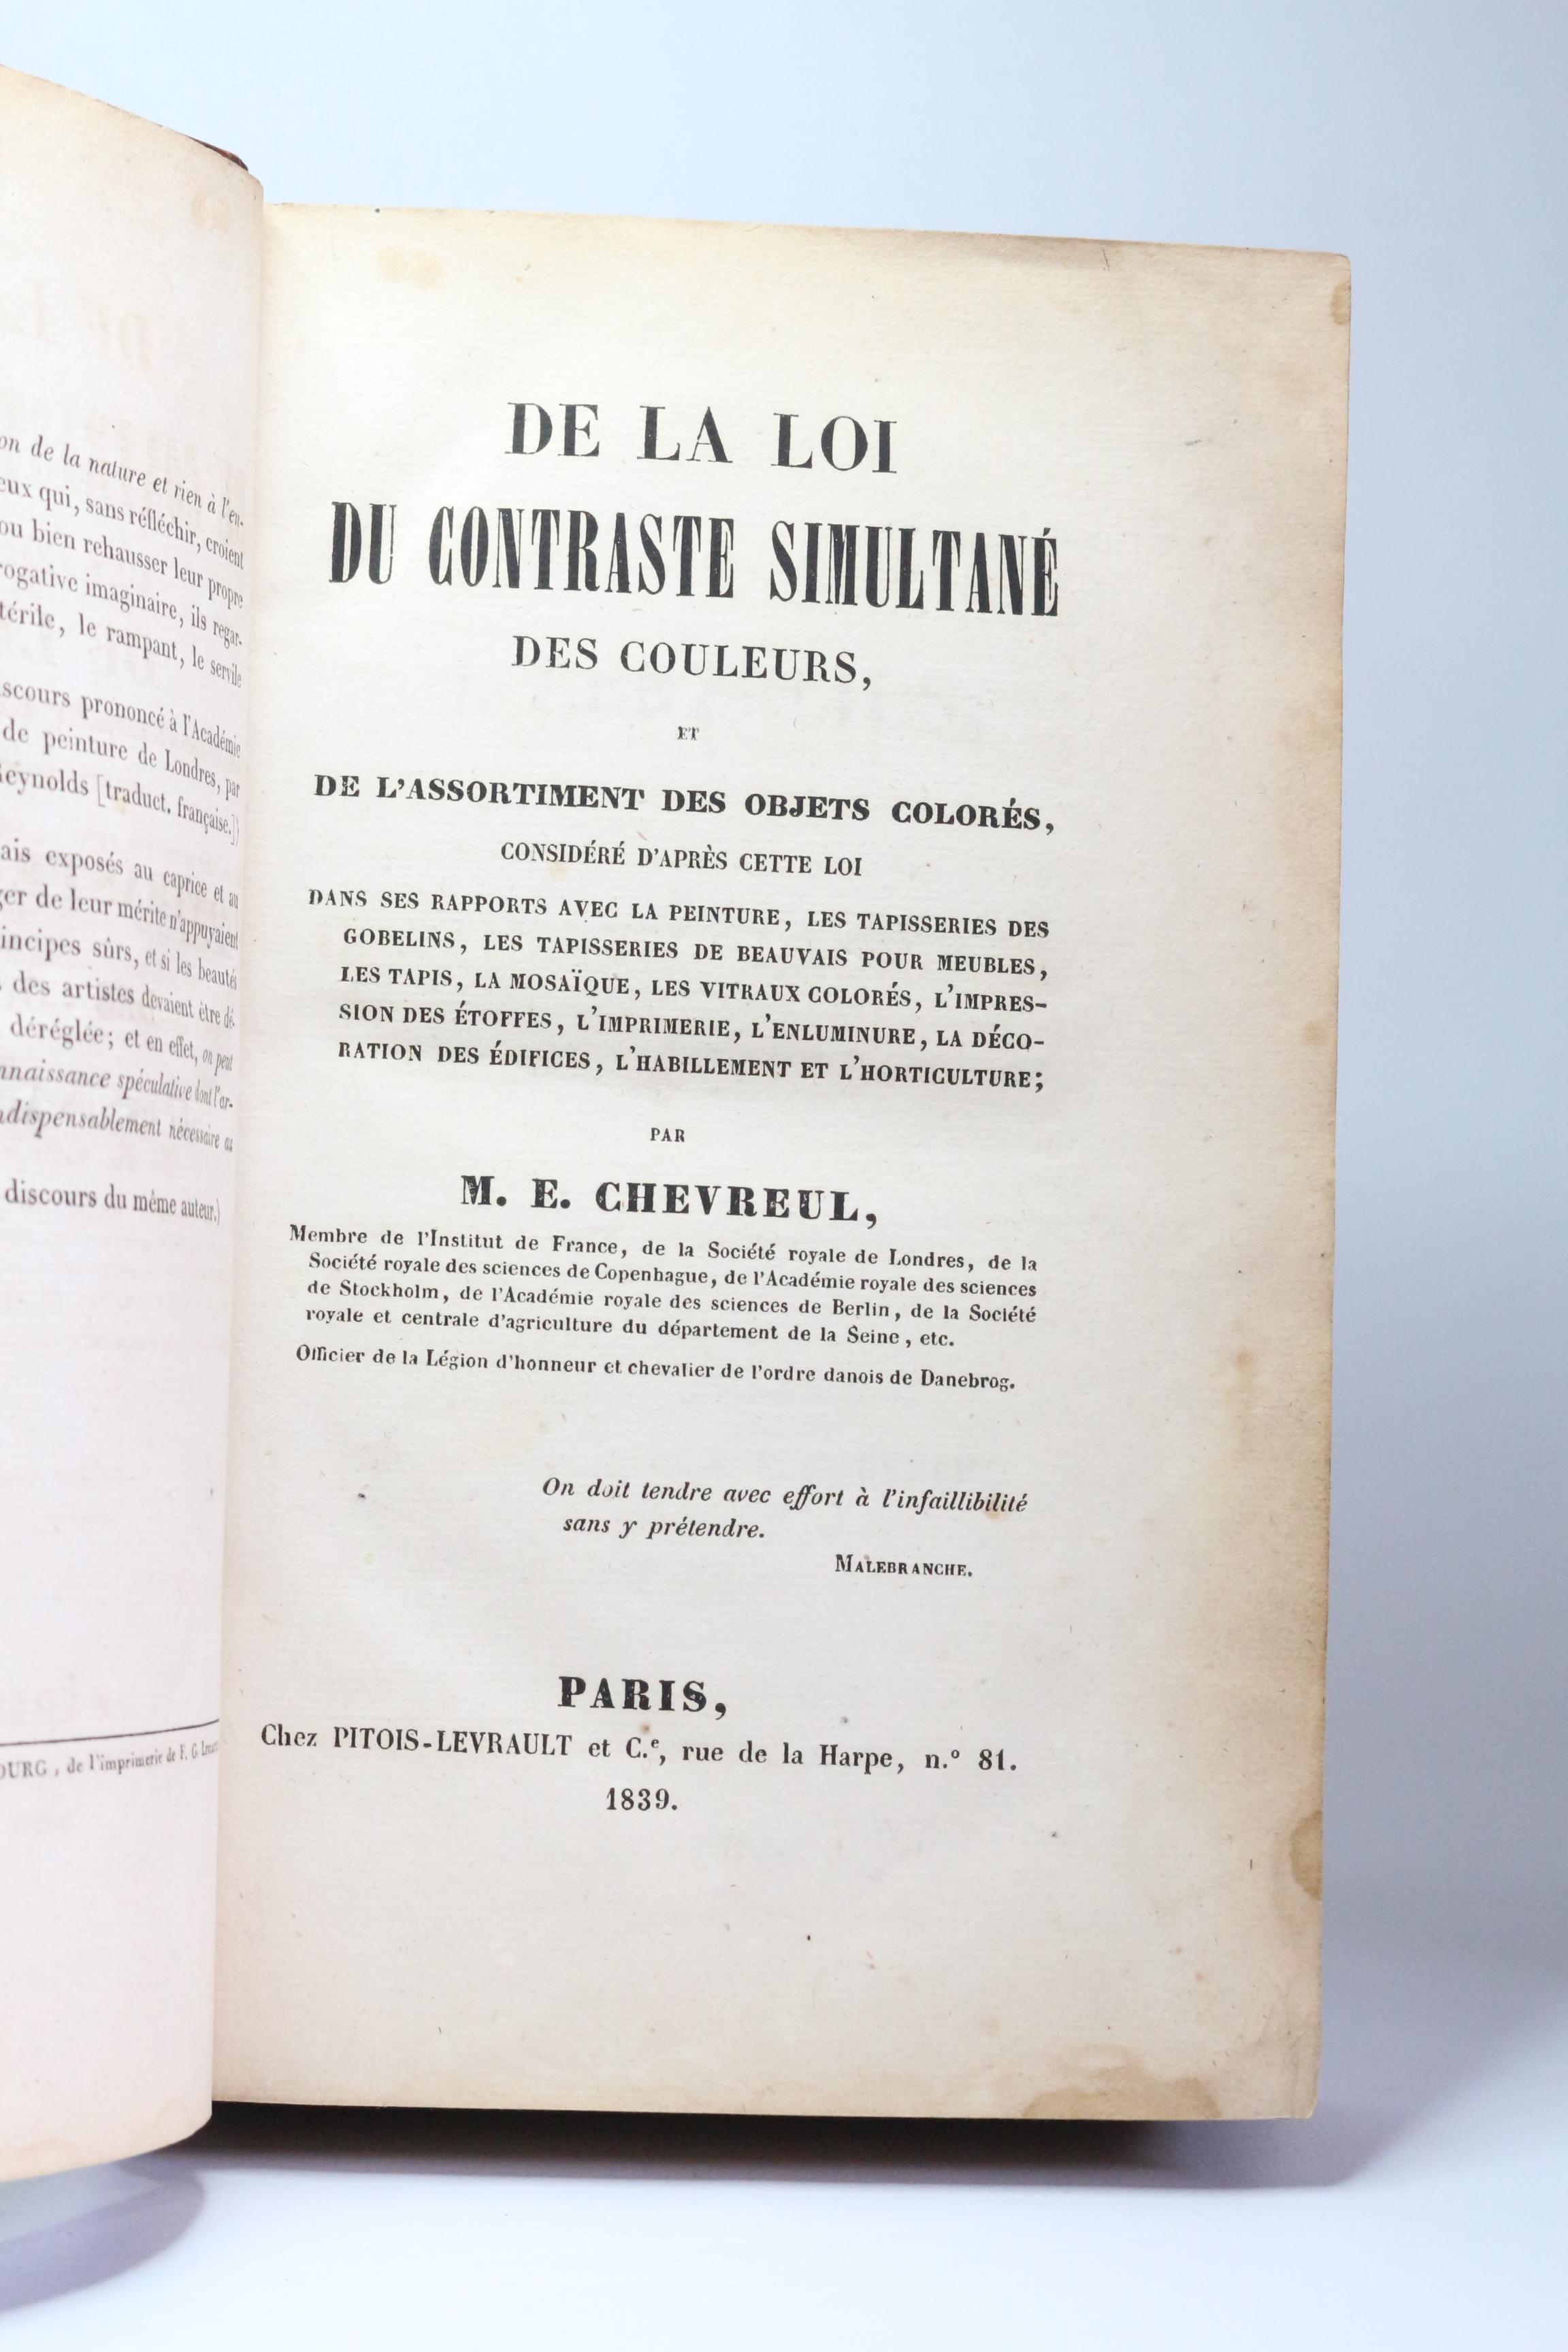 on de la nature et rien à l'en-
eux qui, sans réfléchir, croient
ou bien rehausser leur propre
rogative imaginaire, ils regar-
térile, le rampant, le servile
scours prononcé à l'Académie
de peinture de Londres, par
Reynolds [traduct. française.])
ais exposés au caprice et au
ger de leur mérite n'appuyaient
incipes sûrs, et si les beautés
des artistes devaient être dé-
déréglée; et en effet, on peut
nnaissance spéculative dont l'ar-
ndispensablement nécessaire
discours du même auteur.)
OURG, de l'imprimerie de F. G.
DE LA LOI
DU CONTRASTE SIMULTANÉ
DES COULEURS,
ET
DE L'ASSORTIMENT DES OBJETS COLORÉS,
CONSIDÉRÉ D'APRÈS CETTE LOI
DANS SES RAPPORTS AVEC LA PEINTURE, LES TAPISSERIES DES
GOBELINS, LES TAPISSERIES DE BEAUVAIS POUR MEUBLES,
LES TAPIS, LA MOSAÏQUE, LES VITRAUX COLORÉS, L'IMPRES-
SION DES ÉTOFFES, L'IMPRIMERIE, L'ENLUMINURE, LA DÉCO-
RATION DES ÉDIFICES, L'HABILLEMENT ET L'HORTICULTURE;
PAR
M. E. CHEVREUL,
Membre de l'Institut de France, de la Société royale de Londres, de la
Société royale des sciences de Copenhague, de l'Académie royale des sciences
de Stockholm, de l'Académie royale des sciences de Berlin, de la Société
royale et centrale d'agriculture du département de la Seine, etc.
Officier de la Légion d'honneur et chevalier de l'ordre danois de Danebrog.
On doit tendre avec effort à l'infaillibilité
sans y prétendre.
MALEBRANCHE.
PARIS,
Chez PITOIS-LEVRAULT et C.e, rue de la Harpe, n.o 81.
1839.